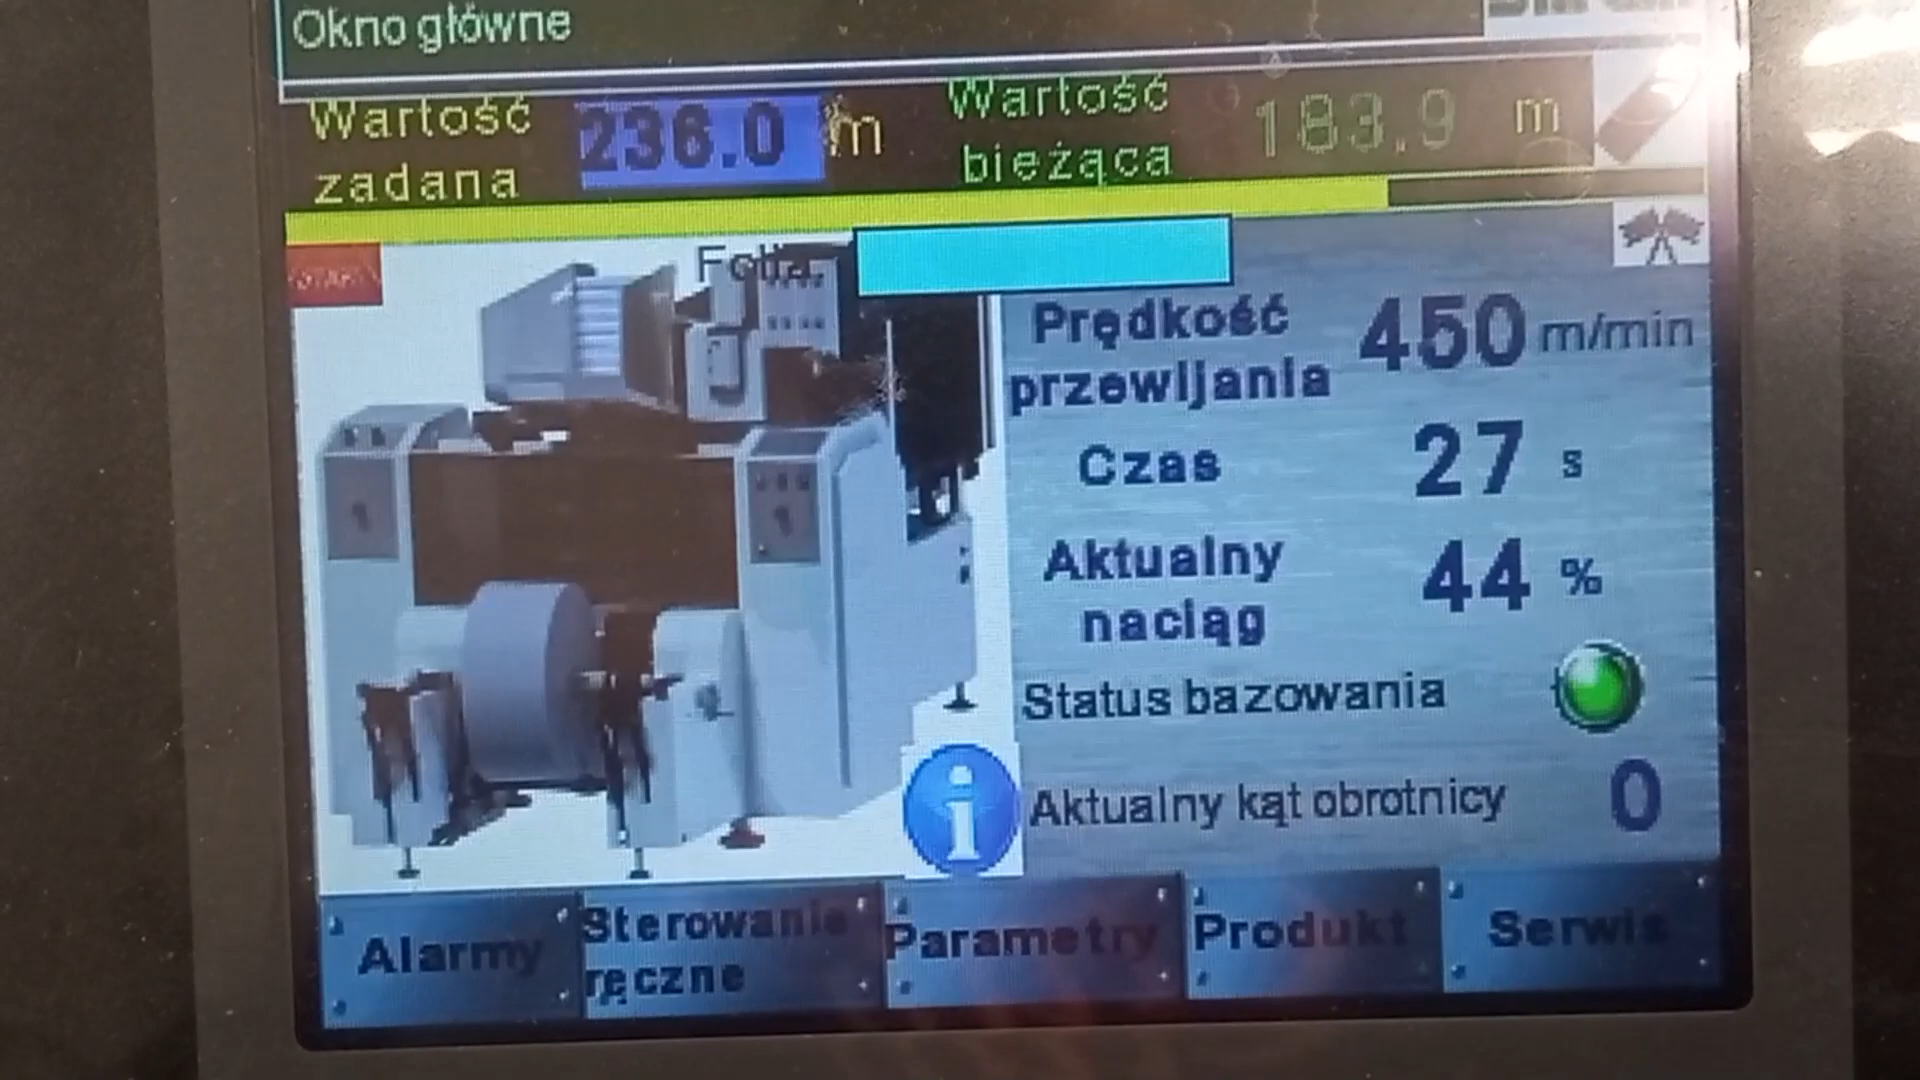 Okno główne
Wartość zadana 236.0 m
Wartość bieżąca 183.9 m
Folia:
Prędkość przewijania 450 m/min
Czas 27 s
Aktualny naciąg 44 %
Status bazowania
Aktualny kąt obrotnicy 0
Alarmy
Sterowanie ręczne
Parametry
Produkt
Serwis